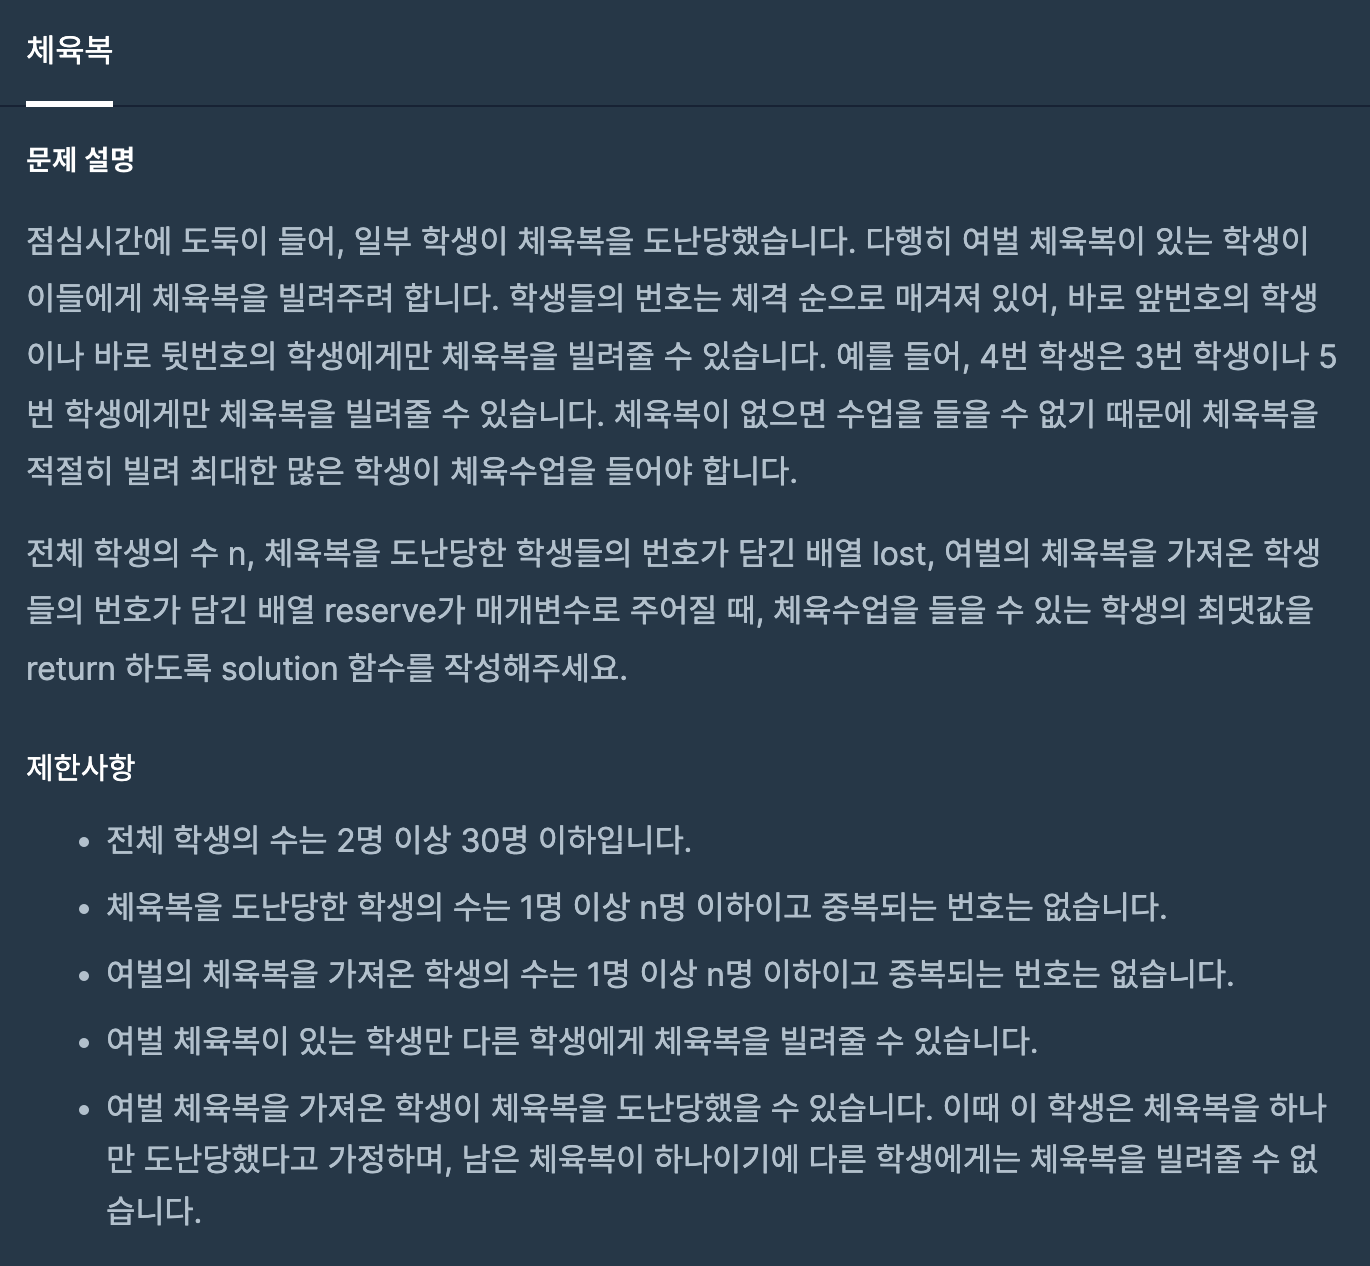 체육복
문제 설명
점심시간에 도둑이 들어, 일부 학생이 체육복을 도난당했습니다. 다행히 여벌 체육복이 있는 학생이
이들에게 체육복을 빌려주려 합니다. 학생들의 번호는 체격 순으로 매겨져 있어, 바로 앞번호의 학생
이나 바로 뒷번호의 학생에게만 체육복을 빌려줄 수 있습니다. 예를 들어, 4번 학생은 3번 학생이나 5
번 학생에게만 체육복을 빌려줄 수 있습니다. 체육복이 없으면 수업을 들을 수 없기 때문에 체육복을
적절히 빌려 최대한 많은 학생이 체육수업을 들어야 합니다.
전체 학생의 수 n, 체육복을 도난당한 학생들의 번호가 담긴 배열 lost, 여벌의 체육복을 가져온 학생
들의 번호가 담긴 배열 reserve가 매개변수로 주어질 때, 체육수업을 들을 수 있는 학생의 최댓값을
return 하도록 solution 함수를 작성해주세요.
제한사항
• 전체 학생의 수는 2명 이상 30명 이하입니다.
• 체육복을 도난당한 학생의 수는 1명 이상 n명 이하이고 중복되는 번호는 없습니다.
• 여벌의 체육복을 가져온 학생의 수는 1명 이상 n명 이하이고 중복되는 번호는 없습니다.
• 여벌 체육복이 있는 학생만 다른 학생에게 체육복을 빌려줄 수 있습니다.
• 여벌 체육복을 가져온 학생이 체육복을 도난당했을 수 있습니다. 이때 이 학생은 체육복을 하나
만 도난당했다고 가정하며, 남은 체육복이 하나이기에 다른 학생에게는 체육복을 빌려줄 수 없
습니다.